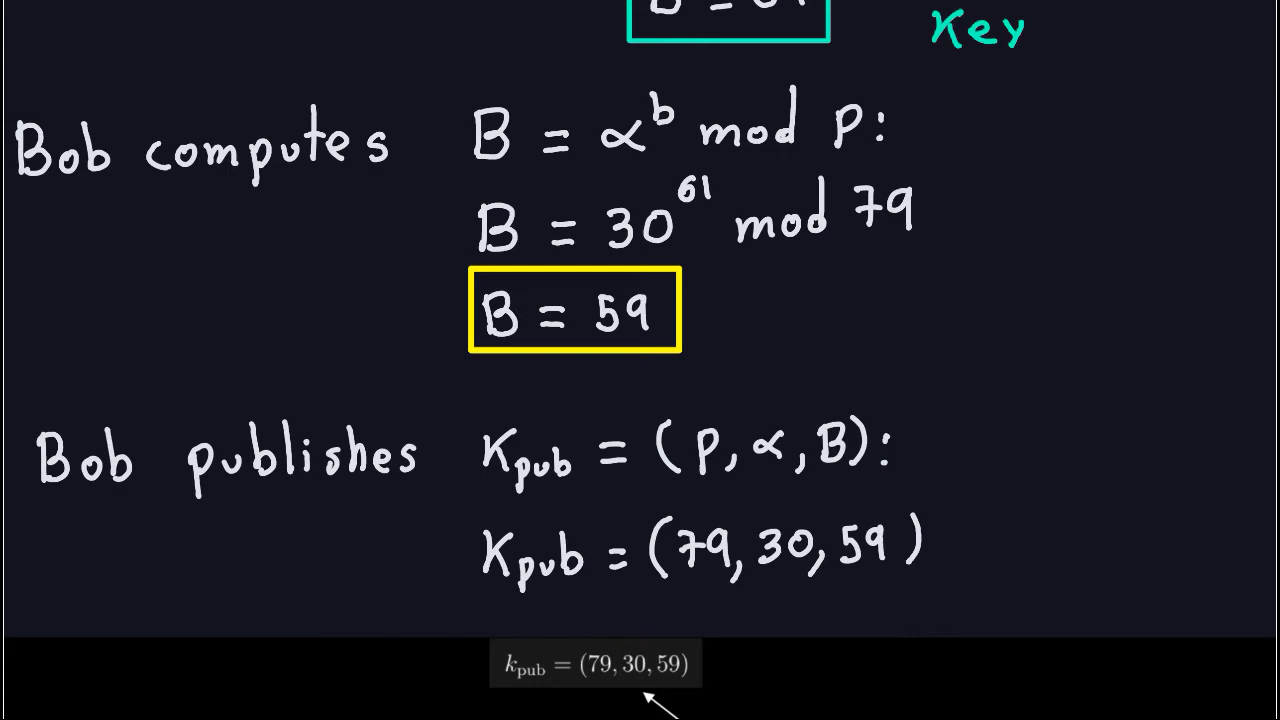 B = 61
Key
Bob computes B = α^b mod p:
B = 30^61 mod 79
B = 59
Bob publishes K_pub = (p, α, B):
K_pub = (79, 30, 59)
k_pub = (79, 30, 59)